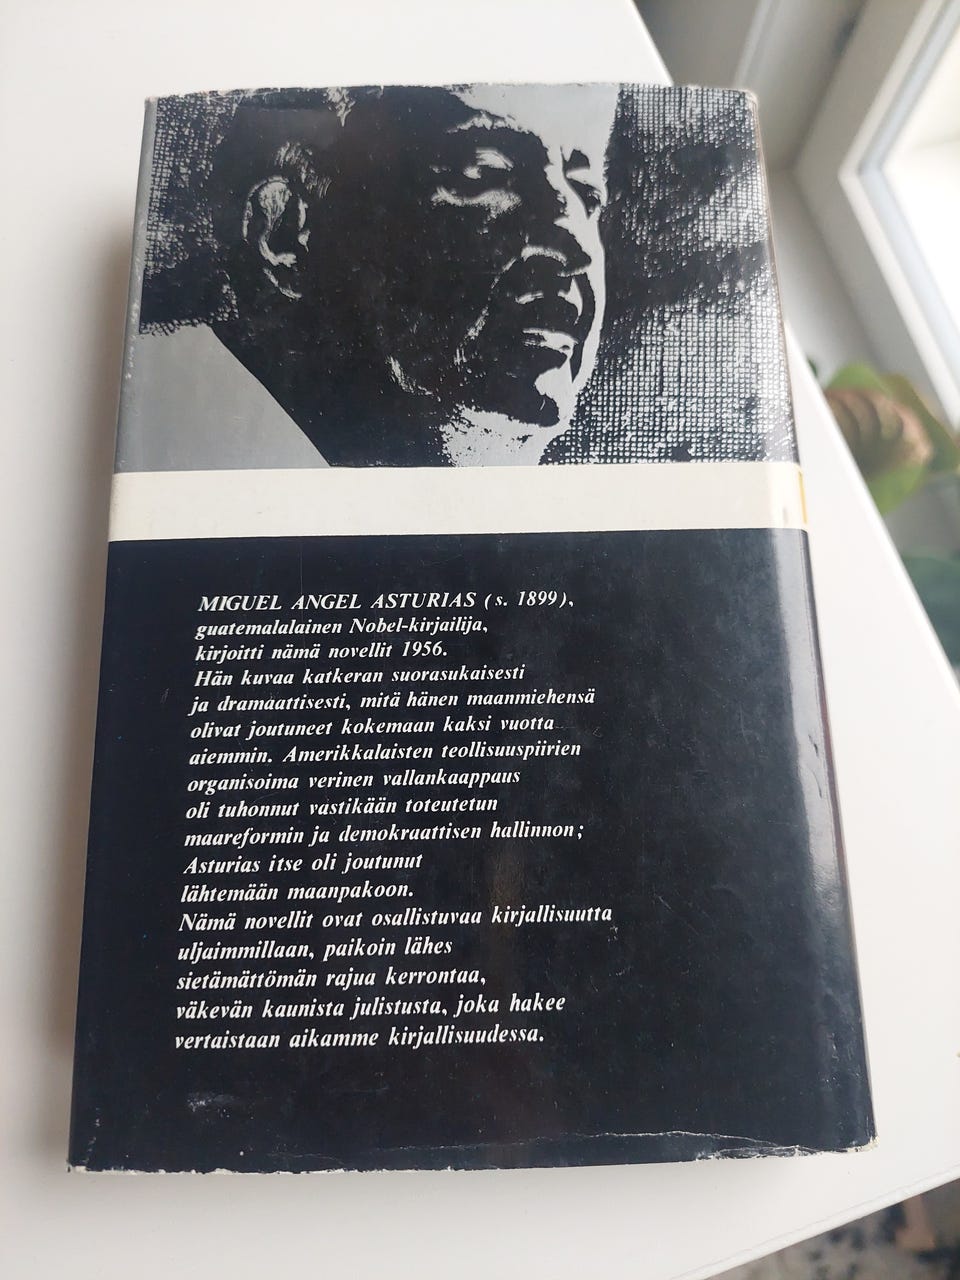 MIGUEL ANGEL ASTURIAS (s. 1899),
guatemalalainen Nobel-kirjailija,
kirjoitti nämä novellit 1956.
Hän kuvaa katkeran suorasukaisesti
ja dramaattisesti, mitä hänen maanmiehensä
olivat joutuneet kokemaan kaksi vuotta
aiemmin. Amerikkalaisten teollisuuspiirien
organisoima verinen vallankaappaus
oli tuhonnut vastikään toteutetun
maareformin ja demokraattisen hallinnon;
Asturias itse oli joutunut
lähtemään maanpakoon.
Nämä novellit ovat osallistuvaa kirjallisuutta
uljaimmillaan, paikoin lähes
sietämättömän rajua kerrontaa,
väkevän kaunista julistusta, joka hakee
vertaistaan aikamme kirjallisuudessa.